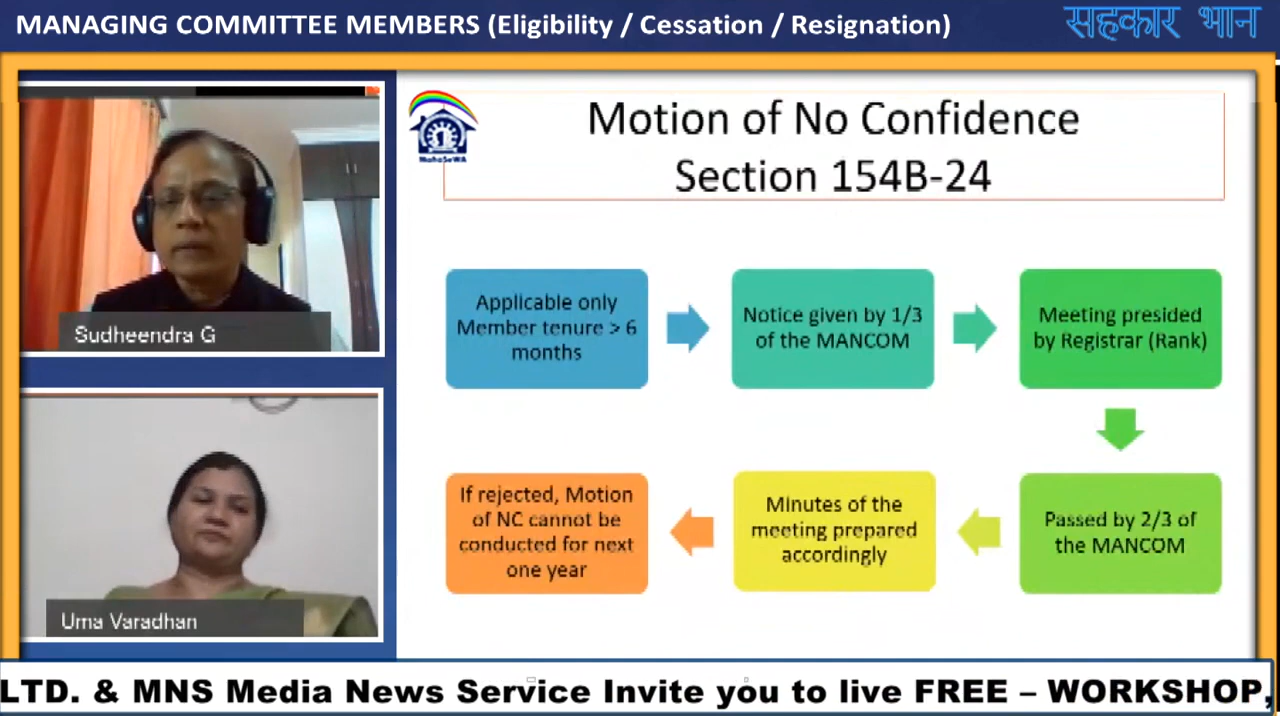 MANAGING COMMITTEE MEMBERS (Eligibility / Cessation / Resignation)
सहकार भान
Sudheendra G
Uma Varadhan
MahaSeWA
Motion of No Confidence
Section 154B-24
Applicable only
Member tenure > 6
months
Notice given by 1/3
of the MANCOM
Meeting presided
by Registrar (Rank)
Passed by 2/3 of
the MANCOM
Minutes of the
meeting prepared
accordingly
If rejected, Motion
of NC cannot be
conducted for next
one year
LTD. & MNS Media News Service Invite you to live FREE – WORKSHOP,